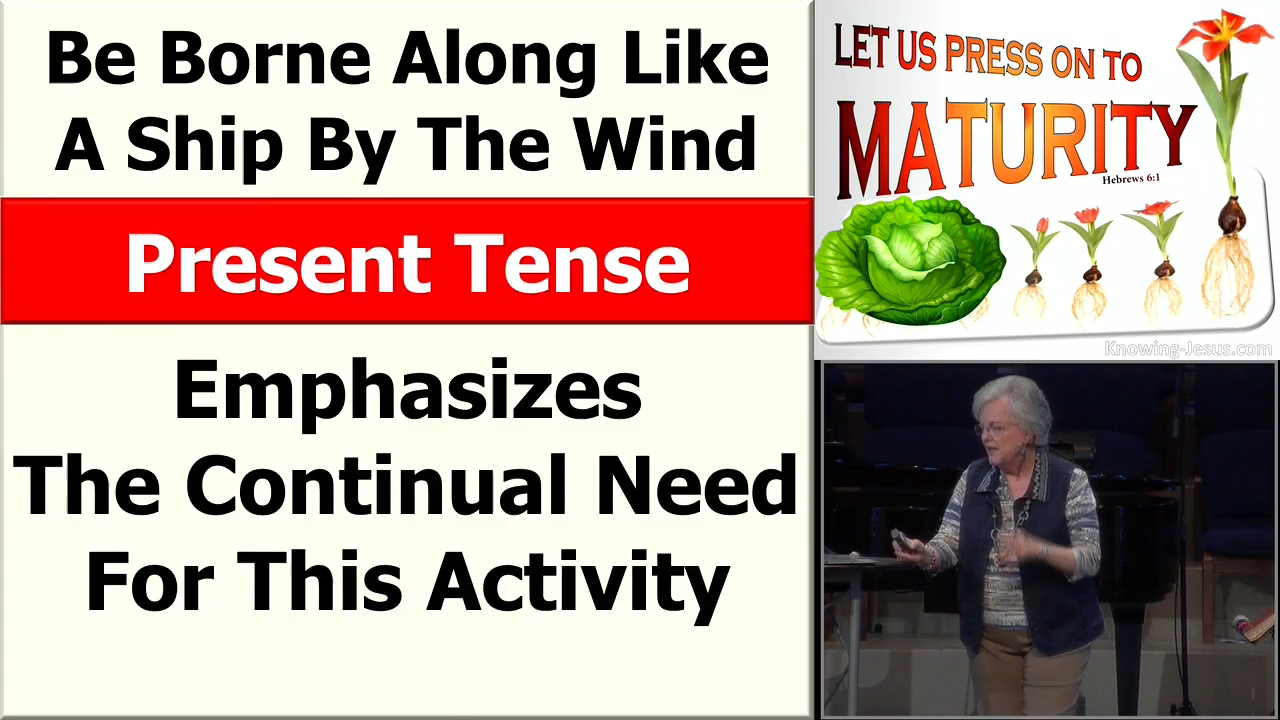 Be Borne Along Like
A Ship By The Wind
Present Tense
Emphasizes
The Continual Need
For This Activity
LET US PRESS ON TO
MATURITY
Hebrews 6:1
Knowing-Jesus.com